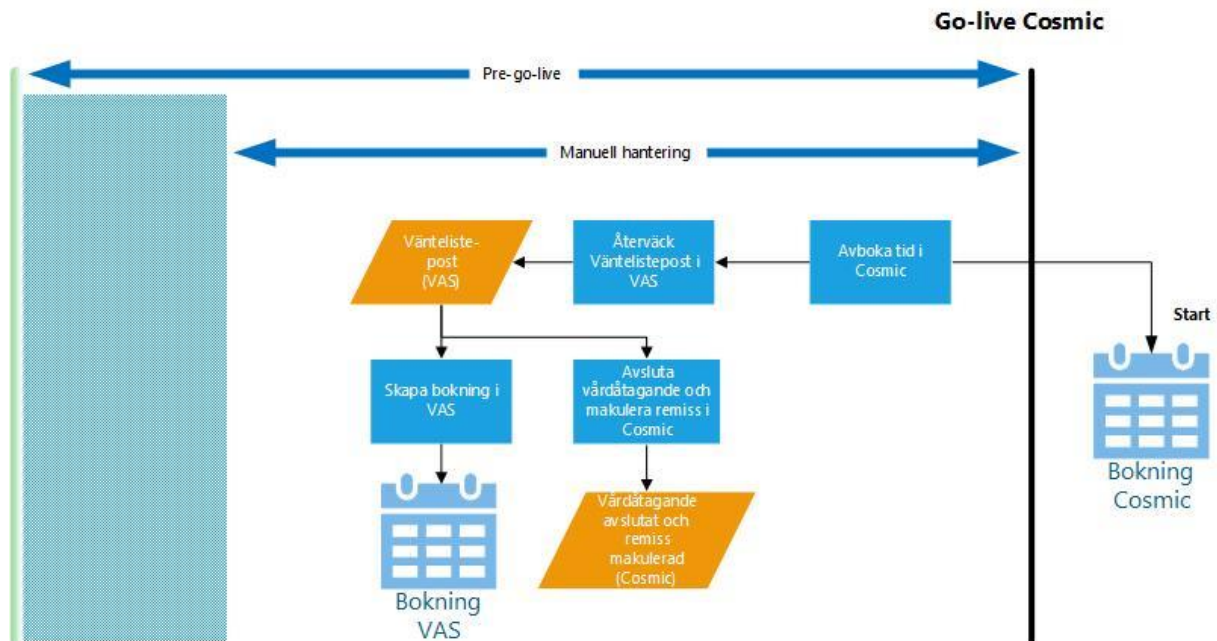 Go-live Cosmic
Pre-go-live
Manuell hantering
Vänteliste-
post
(VAS)
Återväck
Väntelistepost i
VAS
Avboka tid i
Cosmic
Start
Skapa bokning i
VAS
Avsluta
vårdåtagande och
makulera remiss i
Cosmic
Bokning
Cosmic
Vårdåtagande
avslutat och
remiss
makulerad
(Cosmic)
Bokning
VAS